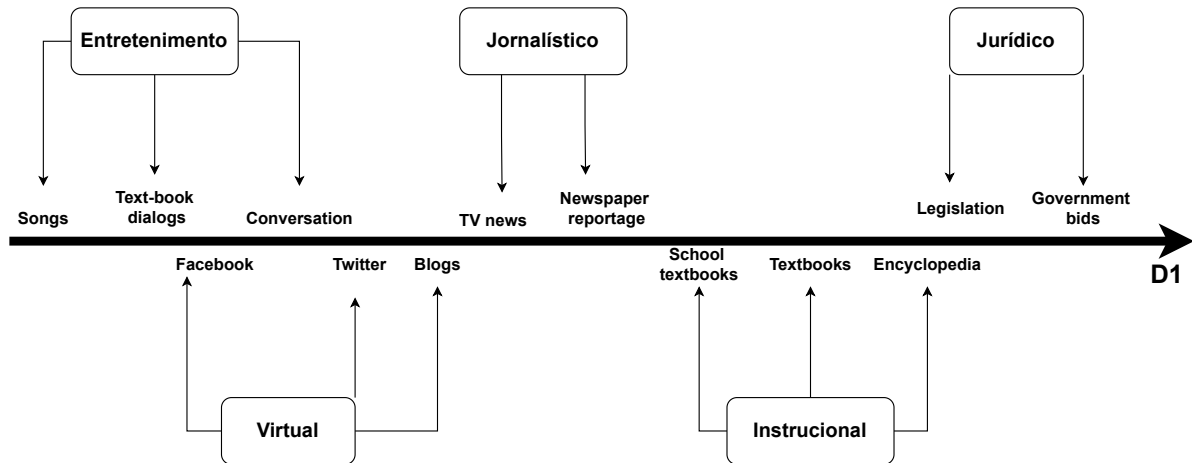 Entretenimento
Jornalístico
Jurídico
Songs
Text-book
dialogs
Conversation
TV news
Newspaper
reportage
Legislation
Government
bids
Facebook
Twitter
Blogs
School
textbooks
Textbooks
Encyclopedia
D1
Virtual
Instrucional